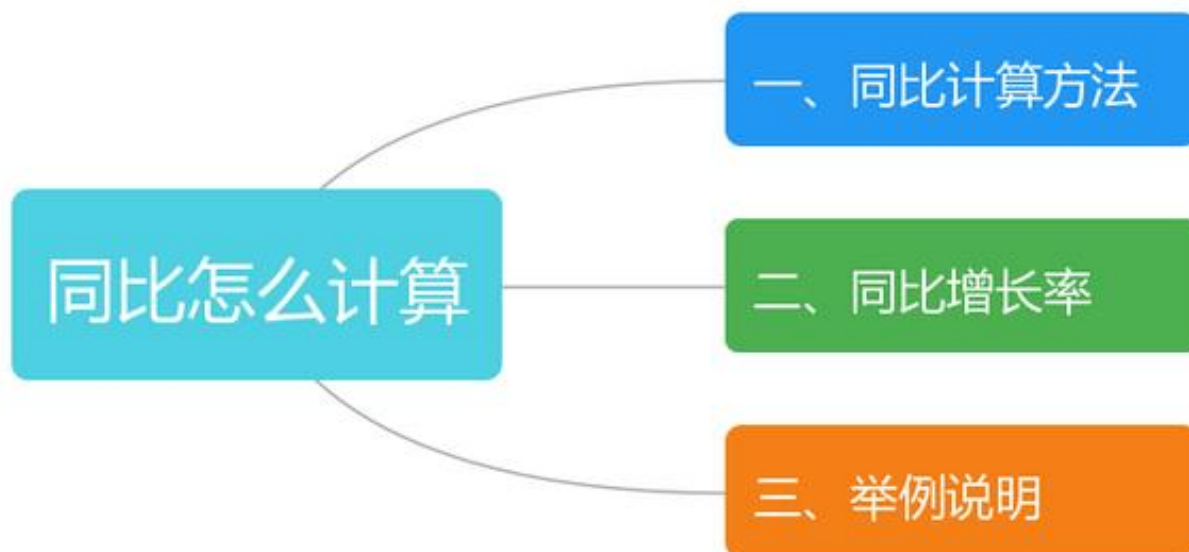 同比怎么计算
一、同比计算方法
二、同比增长率
三、举例说明